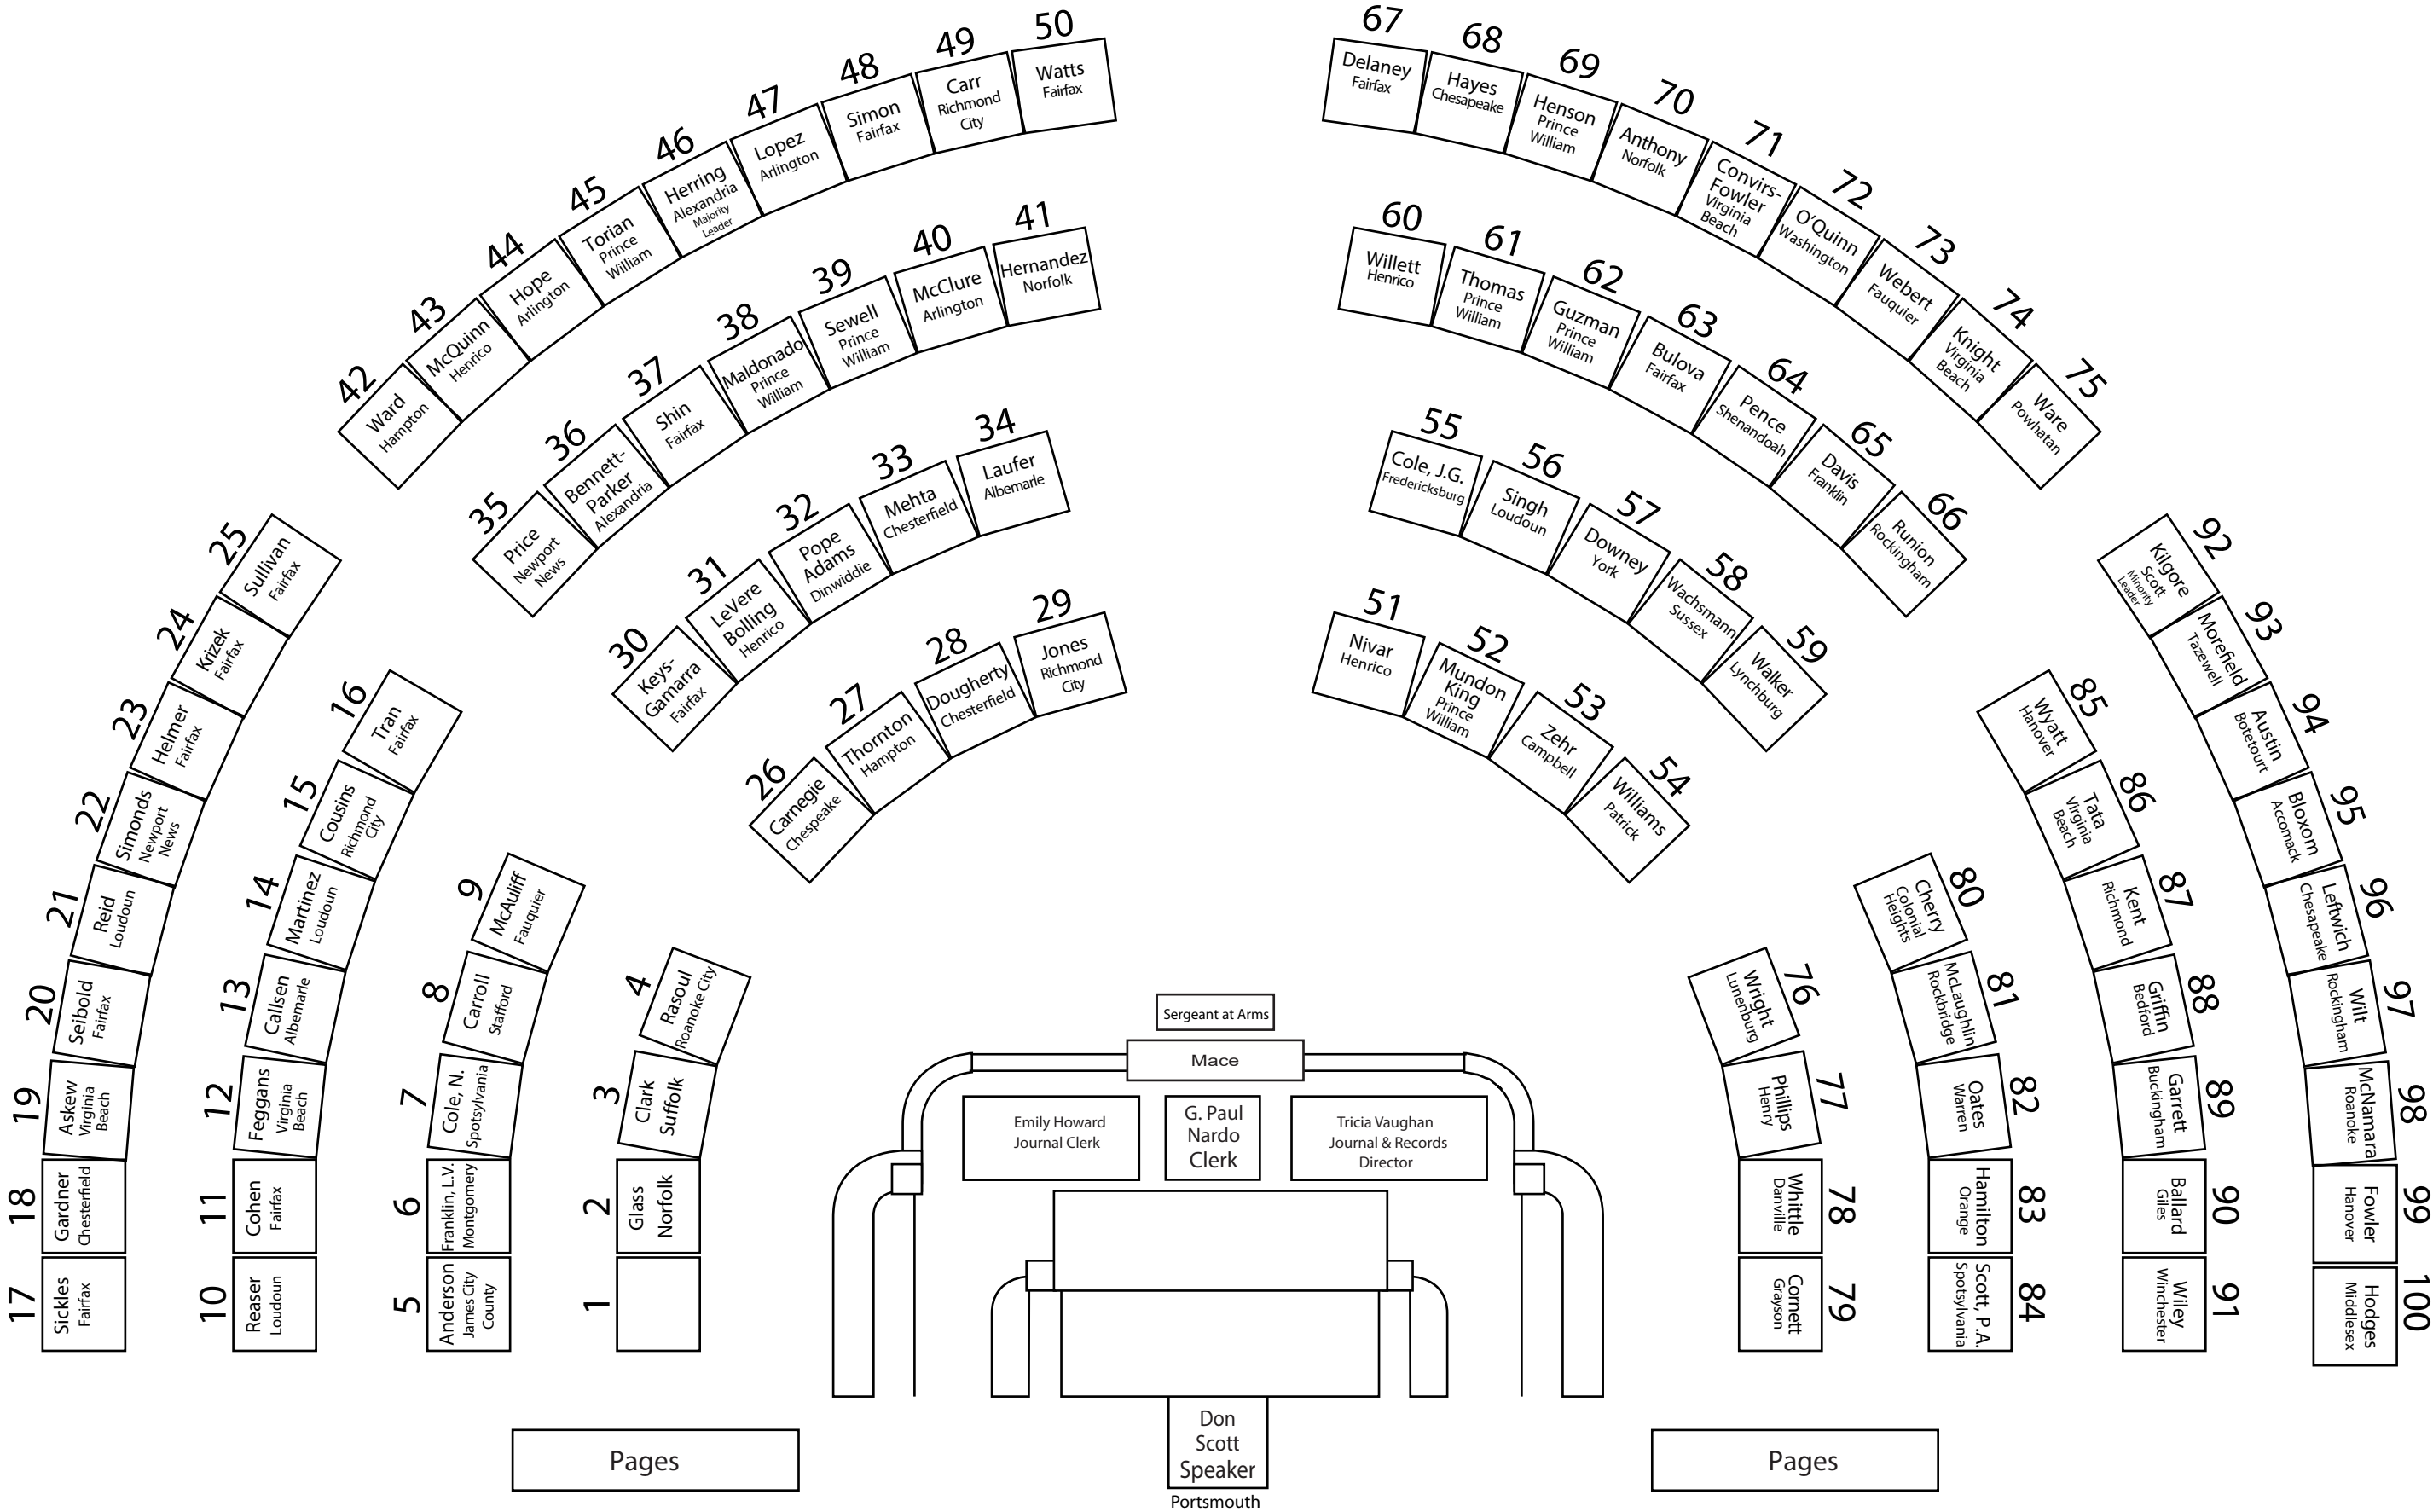 50
Watts
Fairfax
49
Carr
Richmond
City
48
Simon
Fairfax
47
Lopez
Arlington
46
Herring
Alexandria
Majority
Leader
45
Torian
Prince
William
44
Hope
Arlington
43
McQuinn
Henrico
42
Ward
Hampton
67
Delaney
Fairfax
68
Hayes
Chesapeake
69
Henson
Prince
William
70
Anthony
Norfolk
71
Convirs-
Fowler
Virginia
Beach
72
O'Quinn
Washington
73
Webert
Fauquier
74
Knight
Virginia
Beach
75
Ware
Powhatan
41
Hernandez
Norfolk
40
McClure
Arlington
39
Sewell
Prince
William
38
Maldonado
Prince
William
37
Shin
Fairfax
36
Bennett-
Parker
Alexandria
35
Price
Newport
News
60
Willett
Henrico
61
Thomas
Prince
William
62
Guzman
Prince
William
63
Bulova
Fairfax
64
Pence
Shenandoah
65
Davis
Franklin
66
Runion
Rockingham
34
Laufer
Albemarle
33
Mehta
Chesterfield
32
Pope
Adams
Dinwiddie
31
LeVere
Bolling
Henrico
30
Keys-
Gamarra
Fairfax
55
Cole, J.G.
Fredericksburg
56
Singh
Loudoun
57
Downey
York
58
Wachsmann
Sussex
59
Walker
Lynchburg
29
Jones
Richmond
City
28
Dougherty
Chesterfield
27
Thornton
Hampton
26
Carnegie
Chespeake
51
Nivar
Henrico
52
Mundon
King
Prince
William
53
Zehr
Campbell
54
Williams
Patrick
25
Sullivan
Fairfax
24
Krizek
Fairfax
23
Helmer
Fairfax
22
Simonds
Newport
News
21
Reid
Loudoun
20
Seibold
Fairfax
19
Askew
Virginia
Beach
18
Gardner
Chesterfield
17
Sickles
Fairfax
16
Tran
Fairfax
15
Cousins
Richmond
City
14
Martinez
Loudoun
13
Callsen
Albemarle
12
Feggans
Virginia
Beach
11
Cohen
Fairfax
10
Reaser
Loudoun
9
McAuliff
Fauquier
8
Carroll
Stafford
7
Cole, N.
Spotsylvania
6
Franklin, L.V.
Montgomery
5
Anderson
James City
County
4
Rasoul
Roanoke City
3
Clark
Suffolk
2
Glass
Norfolk
1
Sergeant at Arms
Mace
Emily Howard
Journal Clerk
G. Paul
Nardo
Clerk
Tricia Vaughan
Journal & Records
Director
Don
Scott
Speaker
Portsmouth
Pages
Pages
76
Wright
Lunenburg
77
Phillips
Henry
78
Whittle
Danville
79
Cornett
Grayson
80
Cherry
Colonial
Heights
81
McLaughlin
Rockbridge
82
Oates
Warren
83
Hamilton
Orange
84
Scott, P.A.
Spotsylvania
85
Wyatt
Hanover
86
Tata
Virginia
Beach
87
Kent
Richmond
88
Griffin
Bedford
89
Garrett
Buckingham
90
Ballard
Giles
91
Wiley
Winchester
92
Kilgore
Scott
Minority
Leader
93
Morefield
Tazewell
94
Austin
Botetourt
95
Bloxom
Accomack
96
Leftwich
Chesapeake
97
Wilt
Rockingham
98
McNamara
Roanoke
99
Fowler
Hanover
100
Hodges
Middlesex